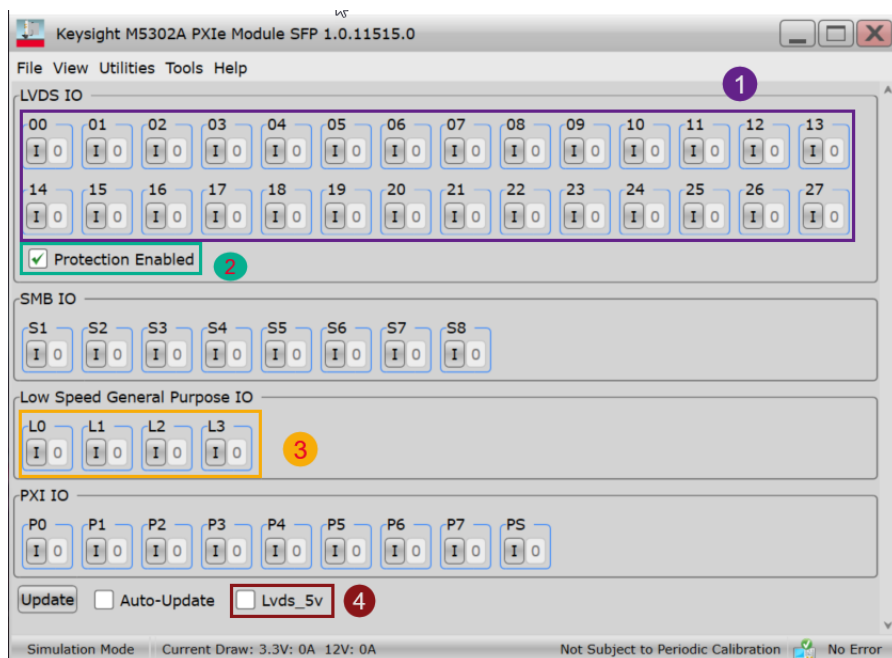 Keysight M5302A PXIe Module SFP 1.0.11515.0
File View Utilities Tools Help
1
LVDS IO
00 01 02 03 04 05 06 07 08 09 10 11 12 13
I 0 I 0 I 0 I 0 I 0 I 0 I 0 I 0 I 0 I 0 I 0 I 0 I 0 I 0
14 15 16 17 18 19 20 21 22 23 24 25 26 27
I 0 I 0 I 0 I 0 I 0 I 0 I 0 I 0 I 0 I 0 I 0 I 0 I 0 I 0
Protection Enabled 2
SMB IO
S1 S2 S3 S4 S5 S6 S7 S8
I 0 I 0 I 0 I 0 I 0 I 0 I 0 I 0
Low Speed General Purpose IO
L0 L1 L2 L3
I 0 I 0 I 0 I 0 3
PXI IO
P0 P1 P2 P3 P4 P5 P6 P7 PS
I 0 I 0 I 0 I 0 I 0 I 0 I 0 I 0 I 0
Update Auto-Update Lvds_5v 4
Simulation Mode Current Draw: 3.3V: 0A 12V: 0A Not Subject to Periodic Calibration No Error